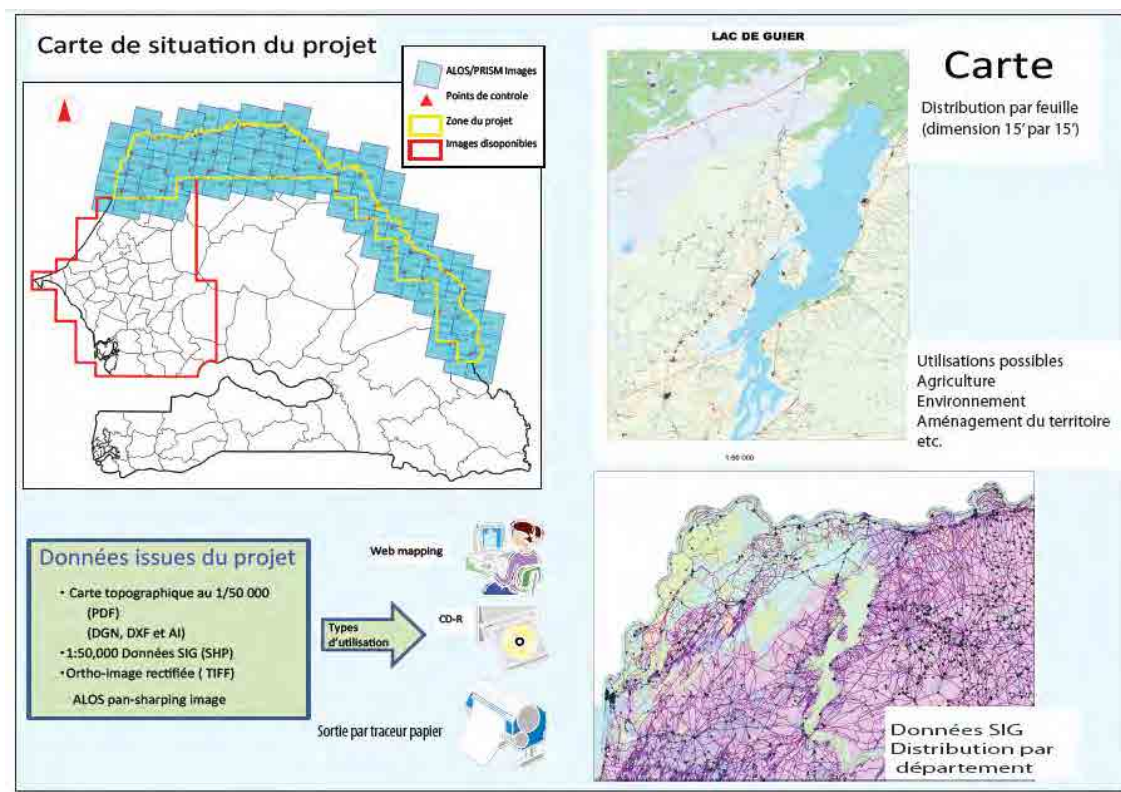 Carte de situation du projet
ALOS/PRISM Images
Points de controle
Zone du projet
Images disoponibles
LAC DE GUIER
1:50 000
Carte
Distribution par feuille
(dimension 15' par 15')
Utilisations possibles
Agriculture
Environnement
Aménagement du territoire
etc.
Données issues du projet
• Carte topographique au 1/50 000
(PDF)
(DGN, DXF et AI)
•1:50,000 Données SIG (SHP)
•Ortho-image rectifiée ( TIFF)
ALOS pan-sharping image
Types
d'utilisation
Web mapping
CD-R
Sortie par traceur papier
Données SIG
Distribution par
département